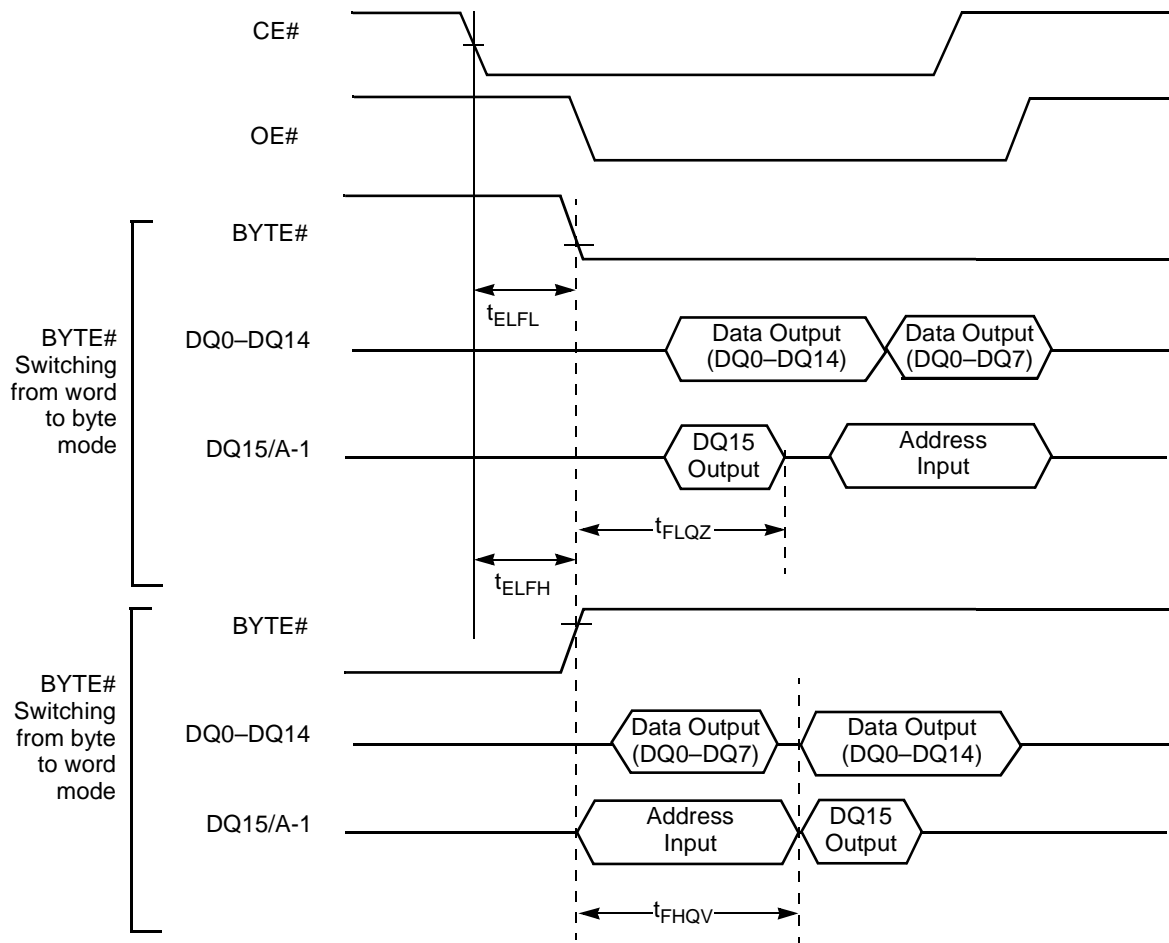 CE#
OE#
BYTE#
Switching
from word
to byte
mode
BYTE#
tELFL
DQ0–DQ14
Data Output
(DQ0–DQ14)
Data Output
(DQ0–DQ7)
DQ15/A-1
DQ15
Output
Address
Input
tFLQZ
tELFH
BYTE#
Switching
from byte
to word
mode
BYTE#
DQ0–DQ14
Data Output
(DQ0–DQ7)
Data Output
(DQ0–DQ14)
DQ15/A-1
Address
Input
DQ15
Output
tFHQV